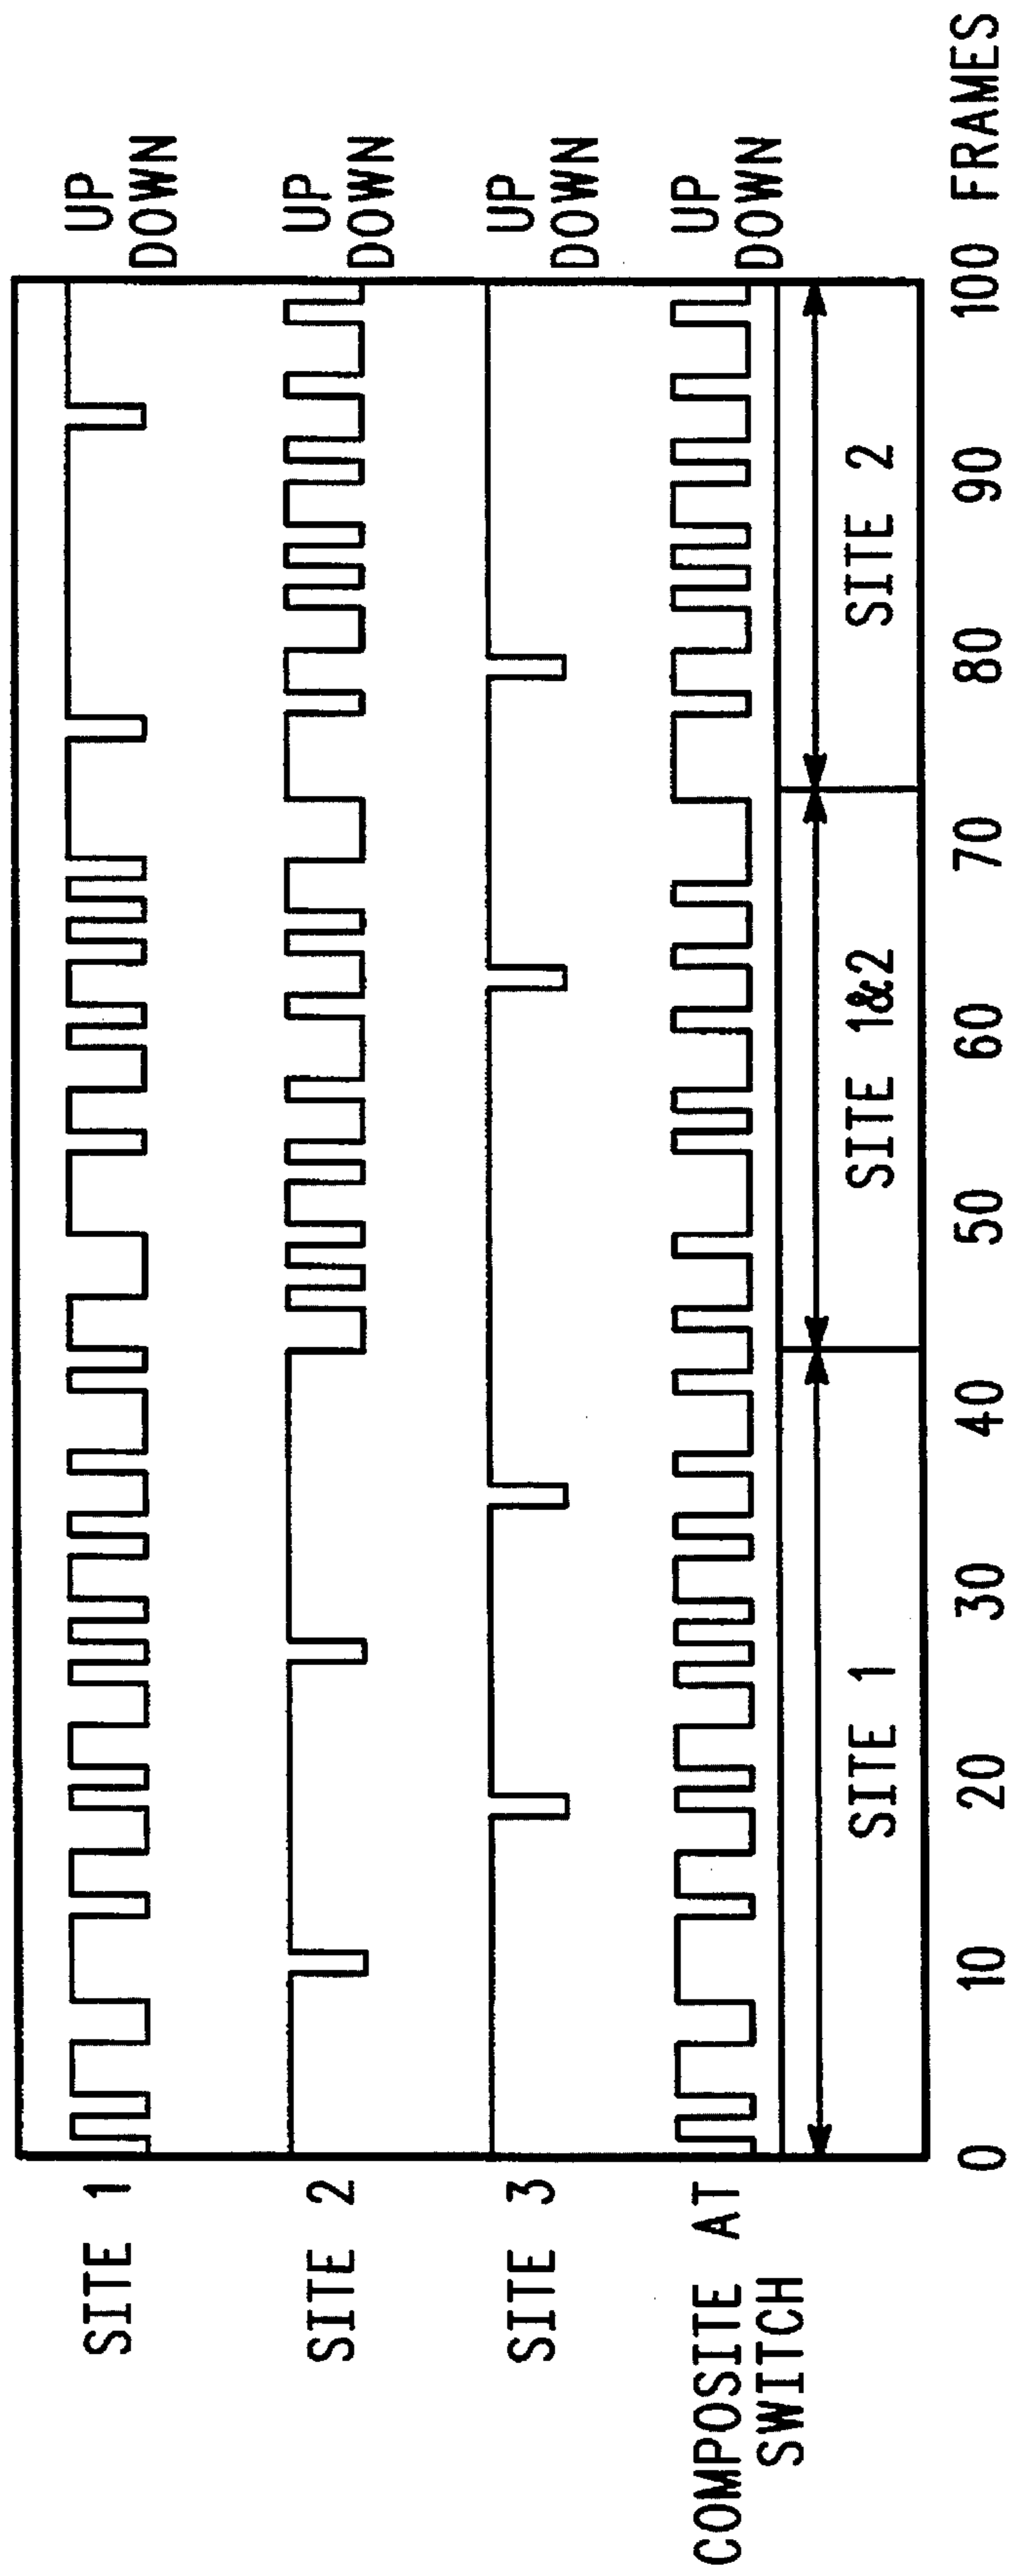 SITE 1
UP
DOWN
SITE 2
UP
DOWN
SITE 3
UP
DOWN
COMPOSITE AT
SWITCH
UP
DOWN
SITE 1
SITE 1&2
SITE 2
0 10 20 30 40 50 60 70 80 90 100 FRAMES